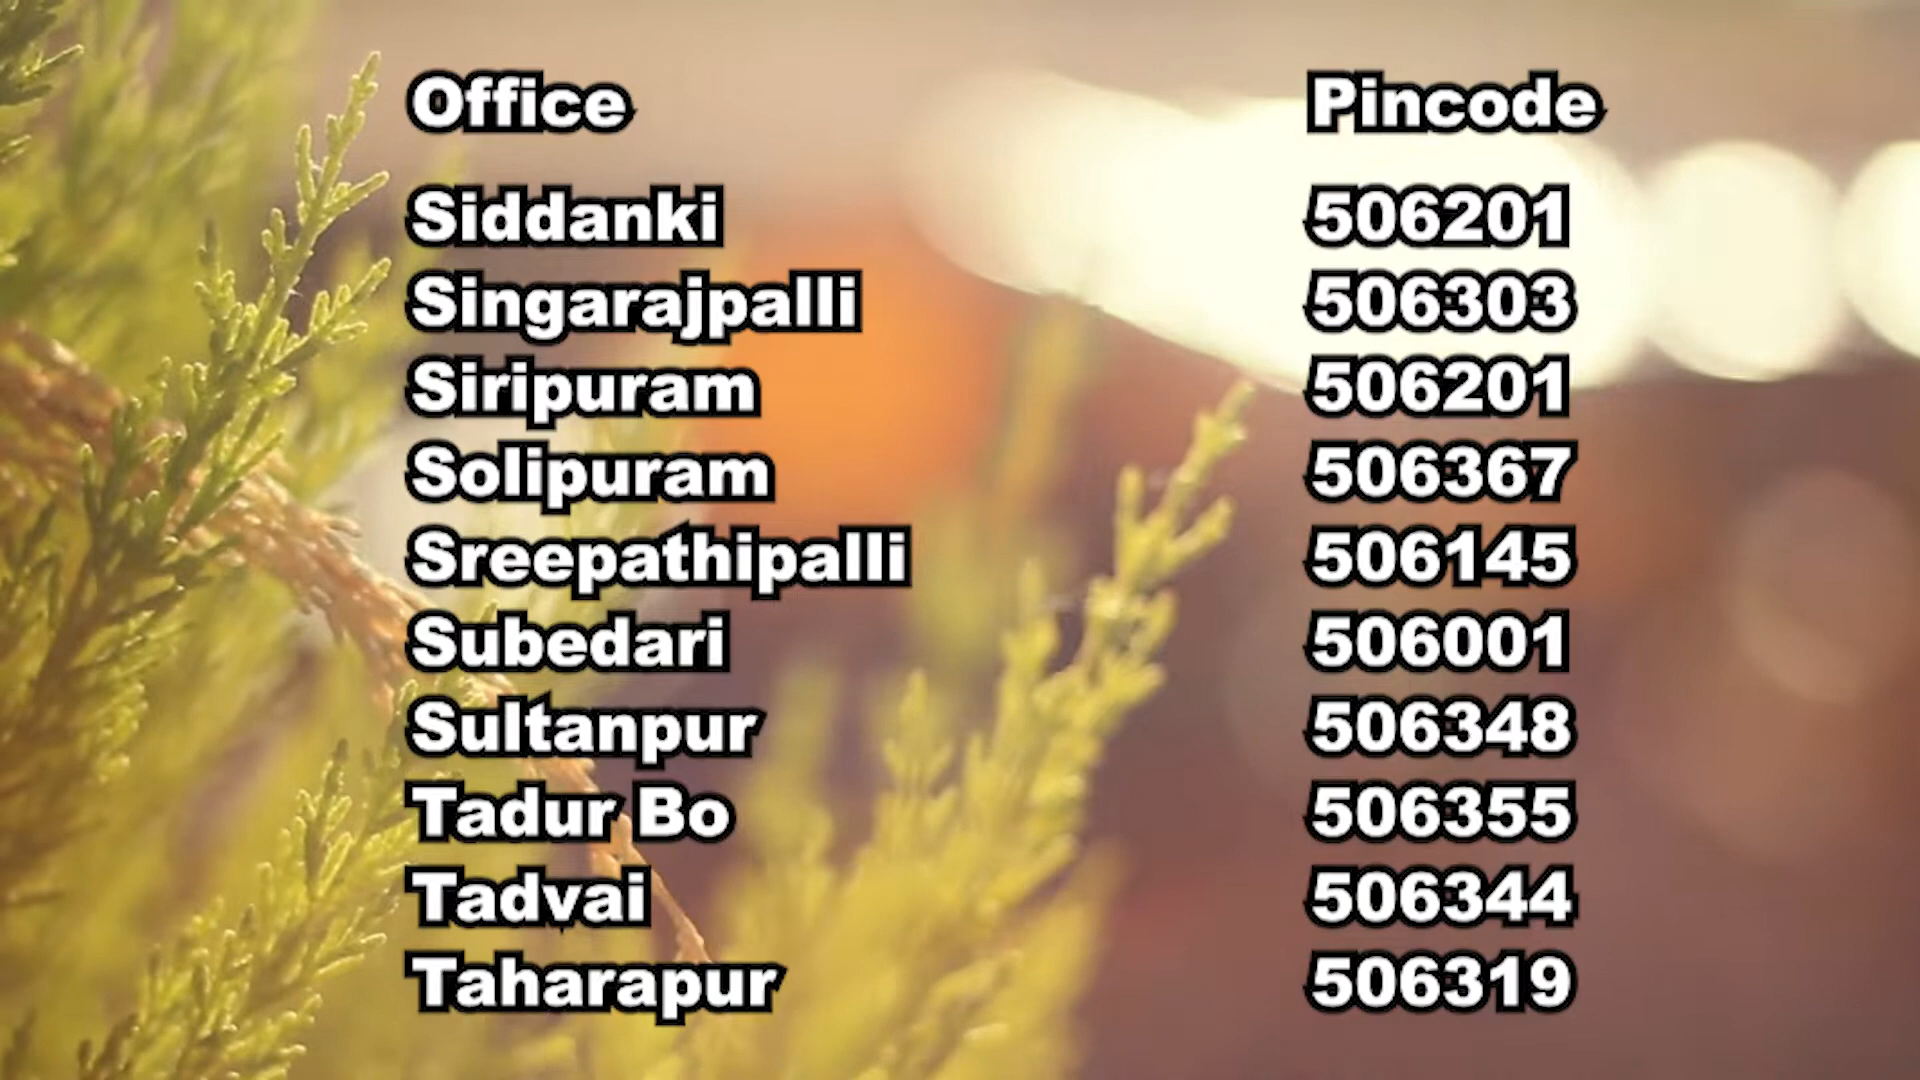 Office Pincode
Siddanki 506201
Singarajpalli 506303
Siripuram 506201
Solipuram 506367
Sreepathipalli 506145
Subedari 506001
Sultanpur 506348
Tadur Bo 506355
Tadvai 506344
Taharapur 506319